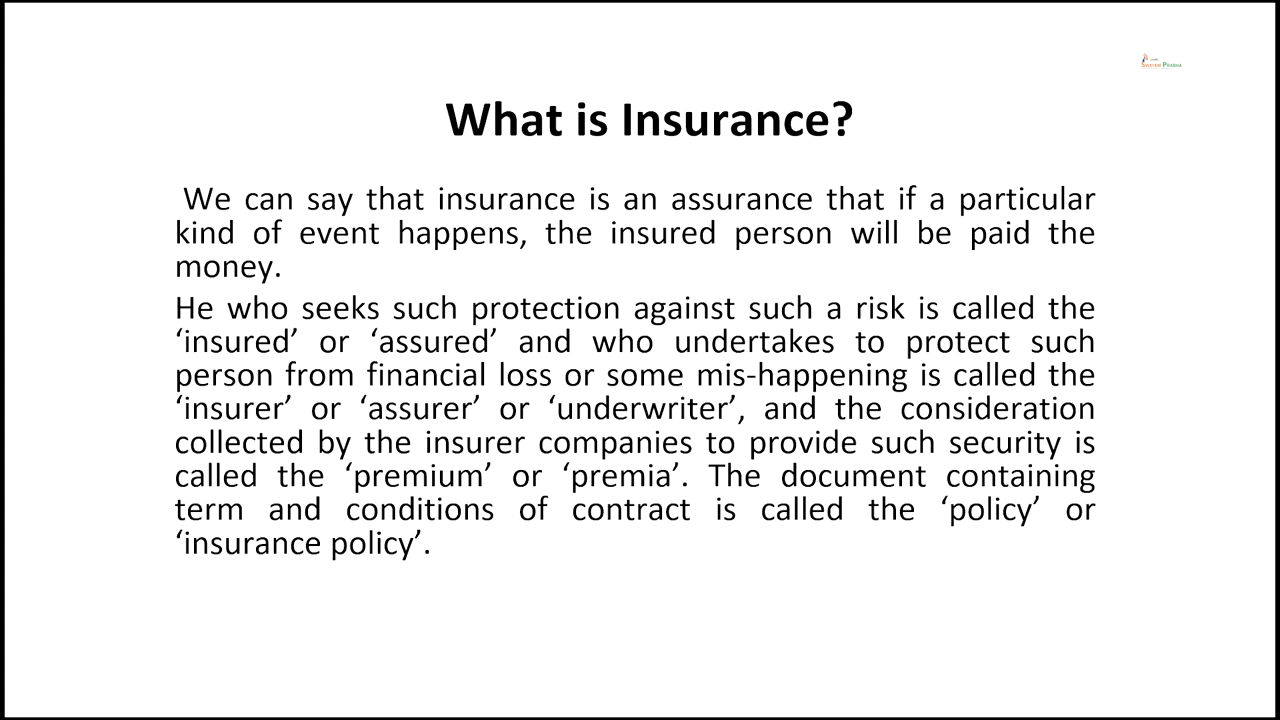 Swayam Prabha
What is Insurance?
We can say that insurance is an assurance that if a particular
kind of event happens, the insured person will be paid the
money.
He who seeks such protection against such a risk is called the
‘insured’ or ‘assured’ and who undertakes to protect such
person from financial loss or some mis-happening is called the
‘insurer’ or ‘assurer’ or ‘underwriter’, and the consideration
collected by the insurer companies to provide such security is
called the ‘premium’ or ‘premia’. The document containing
term and conditions of contract is called the ‘policy’ or
‘insurance policy’.